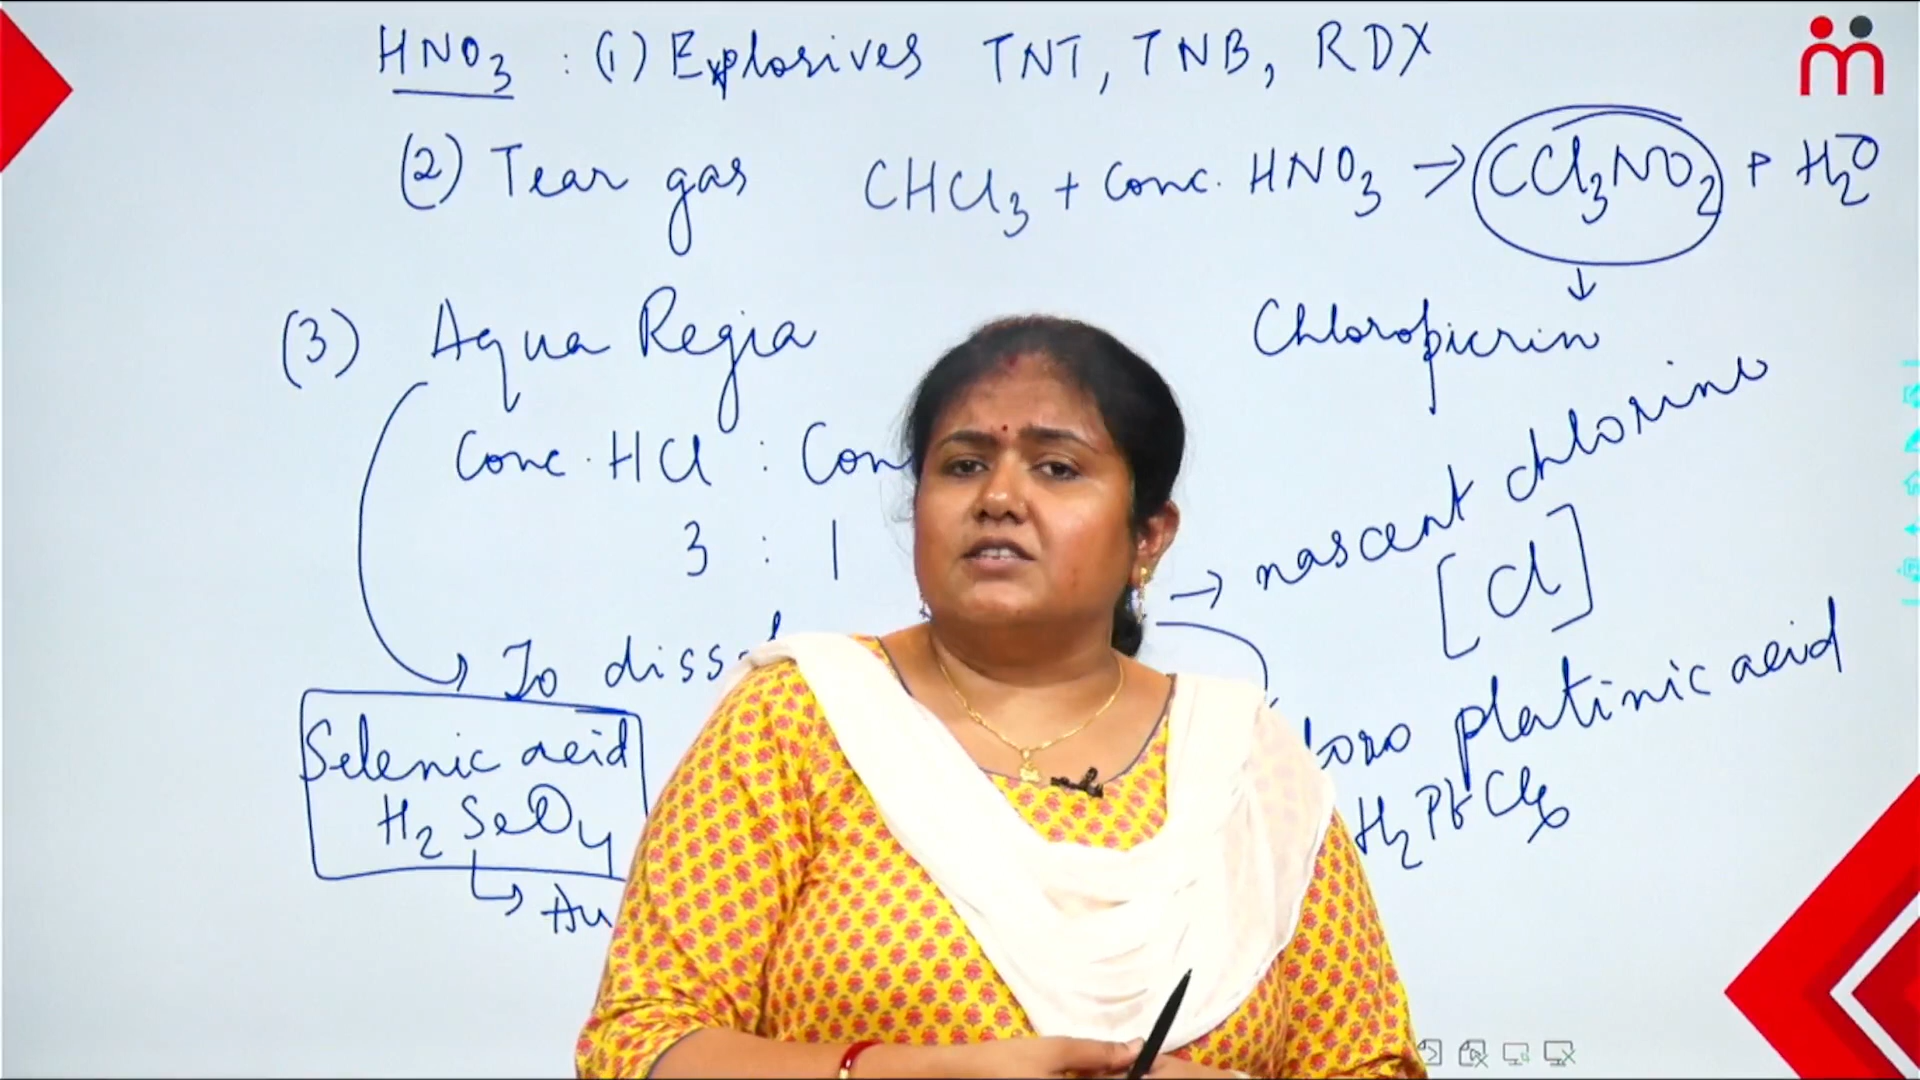 HNO3 : (1) Explosives TNT, TNB, RDX
(2) Tear gas CHCl3 + Conc. HNO3 → CCl3NO2 + H2O
(3) Aqua Regia
Chloropicrin
Conc. HCl : Con
3 : 1
→ nascent chlorine
[Cl]
To diss
Selenic acid
H2SeO4
Au
platinic acid
H2PtCl6